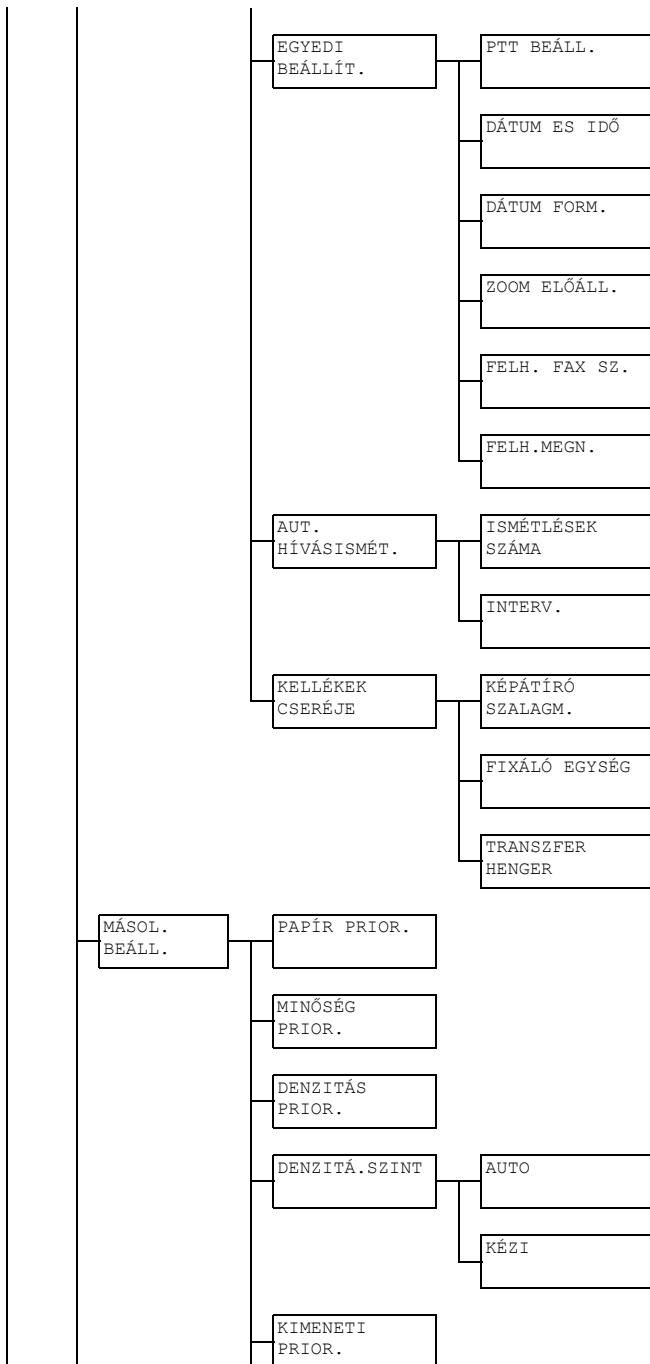 EGYEDI
BEÁLLÍT.
PTT BEÁLL.
DÁTUM ES IDŐ
DÁTUM FORM.
ZOOM ELŐÁLL.
FELH. FAX SZ.
FELH.MEGN.
AUT.
HÍVÁSISMÉT.
ISMÉTLÉSEK
SZÁMA
INTERV.
KELLÉKEK
CSERÉJE
KÉPÁTÍRÓ
SZALAGM.
FIXÁLÓ EGYSÉG
TRANSZFER
HENGER
MÁSOL.
BEÁLL.
PAPÍR PRIOR.
MINŐSÉG
PRIOR.
DENZITÁS
PRIOR.
DENZITÁ.SZINT
AUTO
KÉZI
KIMENETI
PRIOR.